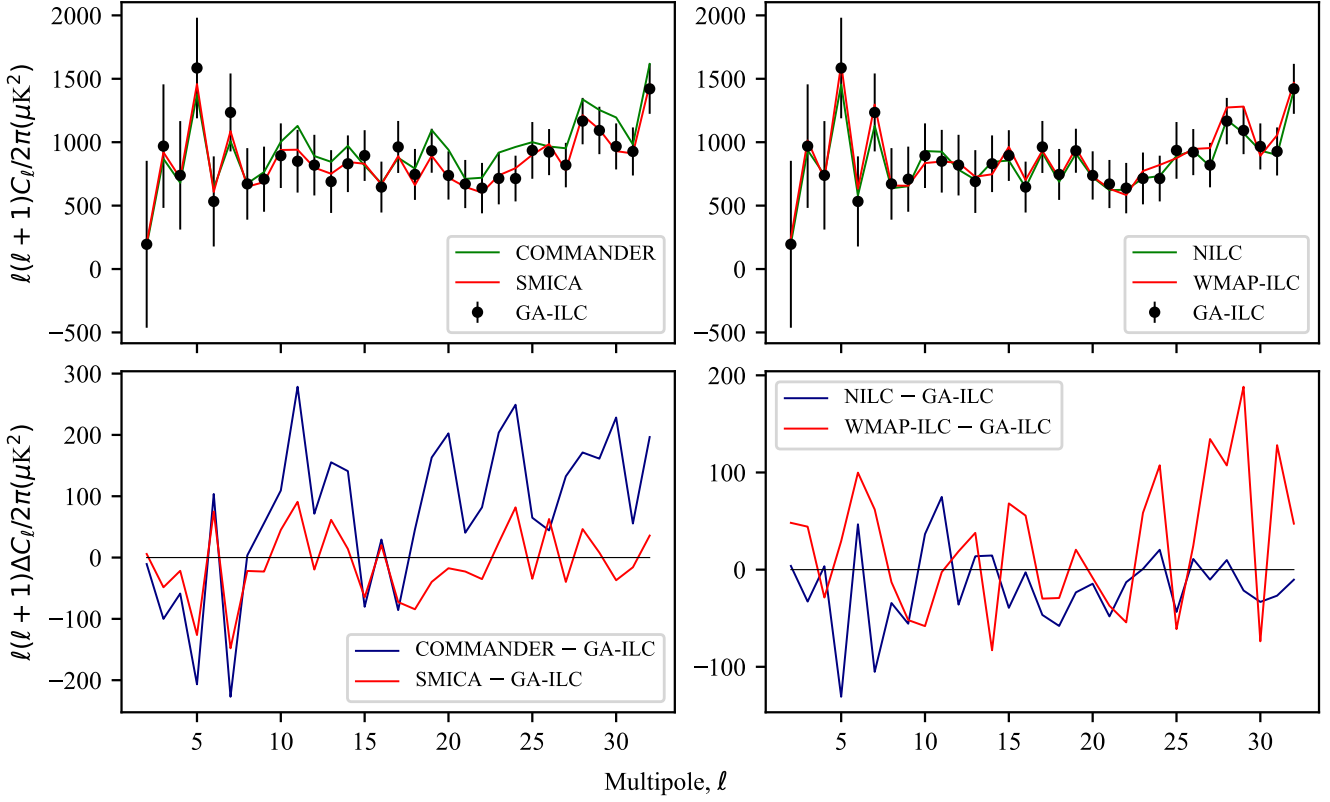 ℓ(ℓ + 1)Cℓ/2π(μK²)
2000
1500
1000
500
0
−500
COMMANDER
SMICA
GA-ILC
2000
1500
1000
500
0
−500
NILC
WMAP-ILC
GA-ILC
ℓ(ℓ + 1)ΔCℓ/2π(μK²)
300
200
100
0
−100
−200
COMMANDER − GA-ILC
SMICA − GA-ILC
5 10 15 20 25 30
200
100
0
−100
NILC − GA-ILC
WMAP-ILC − GA-ILC
5 10 15 20 25 30
Multipole, ℓ